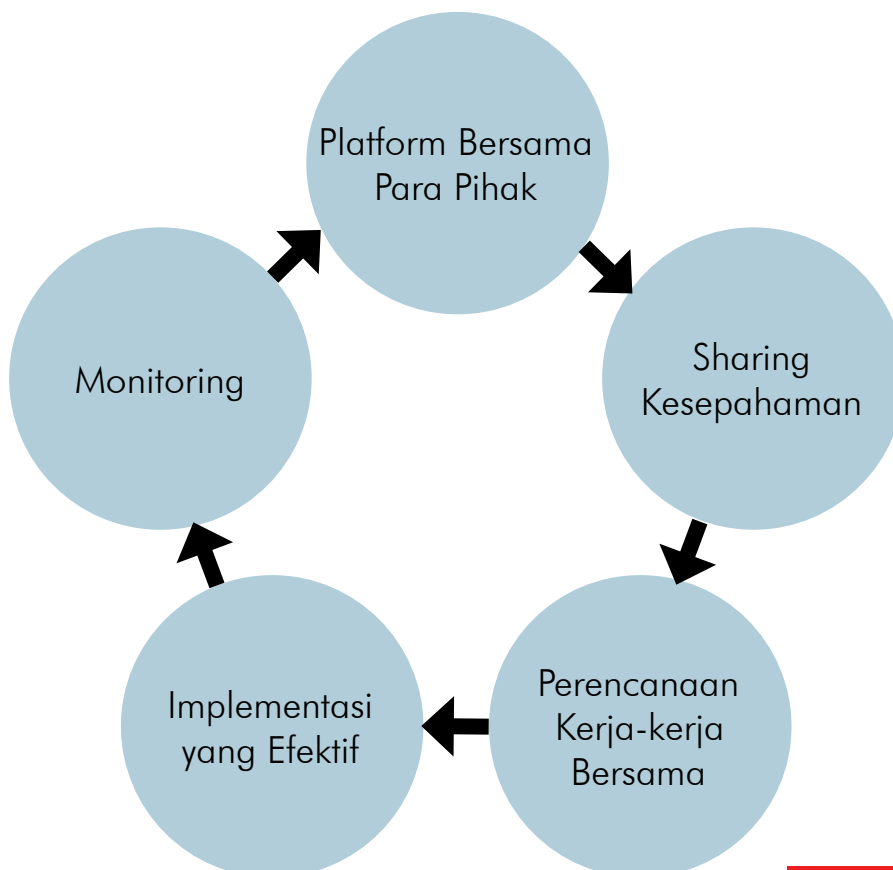 Platform Bersama
Para Pihak
Sharing
Kesepahaman
Perencanaan
Kerja-kerja
Bersama
Implementasi
yang Efektif
Monitoring